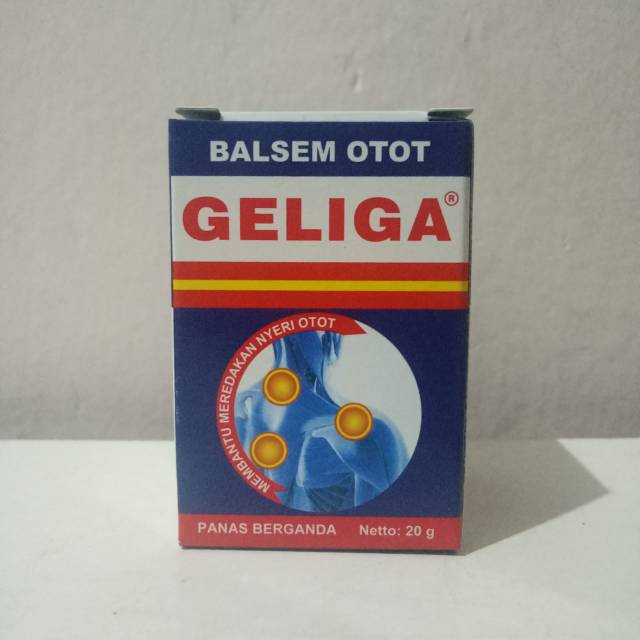 BALSEM OTOT
GELIGA®
MEMBANTU MEREDAKAN NYERI OTOT
PANAS BERGANDA Netto: 20 g